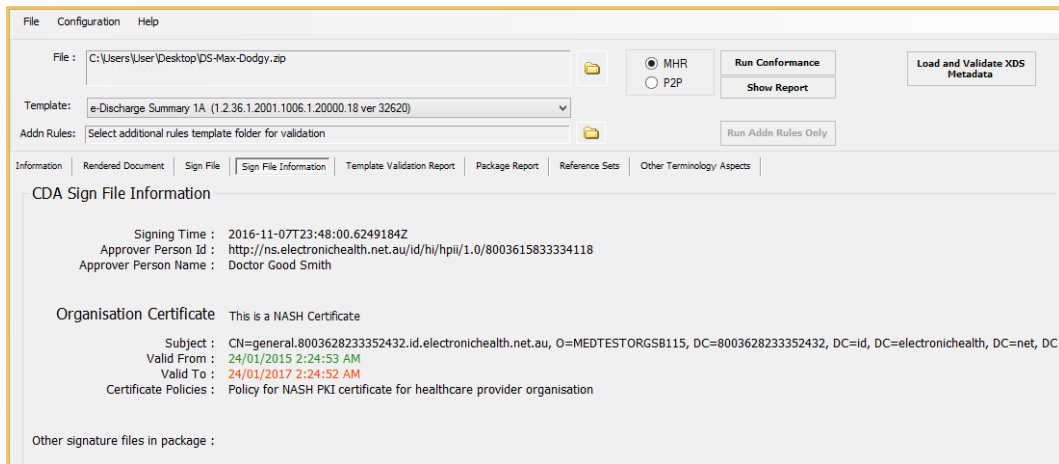 File Configuration Help
File : C:\Users\User\Desktop\DS-Max-Dodgy.zip
MHR
Run Conformance
Load and Validate XDS Metadata
P2P
Show Report
Template: e-Discharge Summary 1A (1.2.36.1.2001.1006.1.20000.18 ver 32620)
Addn Rules: Select additional rules template folder for validation
Run Addn Rules Only
Information Rendered Document Sign File Sign File Information Template Validation Report Package Report Reference Sets Other Terminology Aspects
CDA Sign File Information
Signing Time : 2016-11-07T23:48:00.6249184Z
Approver Person Id : http://ns.electronichealth.net.au/id/hi/hpii/1.0/8003615833334118
Approver Person Name : Doctor Good Smith
Organisation Certificate This is a NASH Certificate
Subject : CN=general.8003628233352432.id.electronichealth.net.au, O=MEDTESTORGSB115, DC=8003628233352432, DC=id, DC=electronichealth, DC=net, DC
Valid From : 24/01/2015 2:24:53 AM
Valid To : 24/01/2017 2:24:52 AM
Certificate Policies : Policy for NASH PKI certificate for healthcare provider organisation
Other signature files in package :